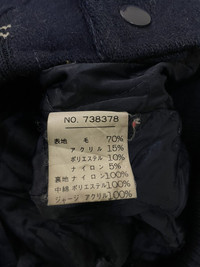 NO. 738378
表地 毛 70%
アクリル 15%
ポリエステル 10%
ナイロン 5%
裏地 ナイロン 100%
中綿 ポリエステル 100%
ジャージ アクリル 100%